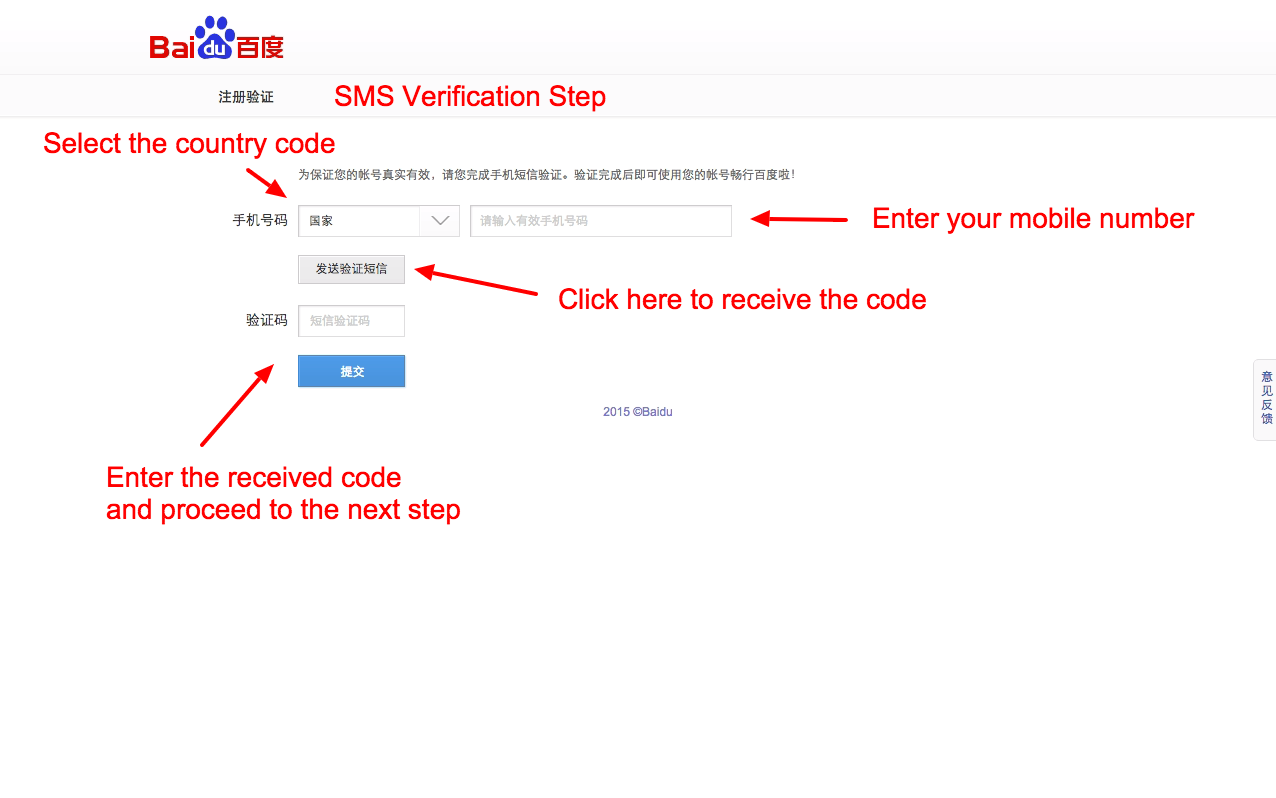 Baidu百度
注册验证
SMS Verification Step
Select the country code
为保证您的帐号真实有效，请您完成手机短信验证。验证完成后即可使用您的帐号畅行百度啦！
手机号码
国家
请输入有效手机号码
Enter your mobile number
发送验证短信
Click here to receive the code
验证码
短信验证码
提交
2015 ©Baidu
意见反馈
Enter the received code
and proceed to the next step